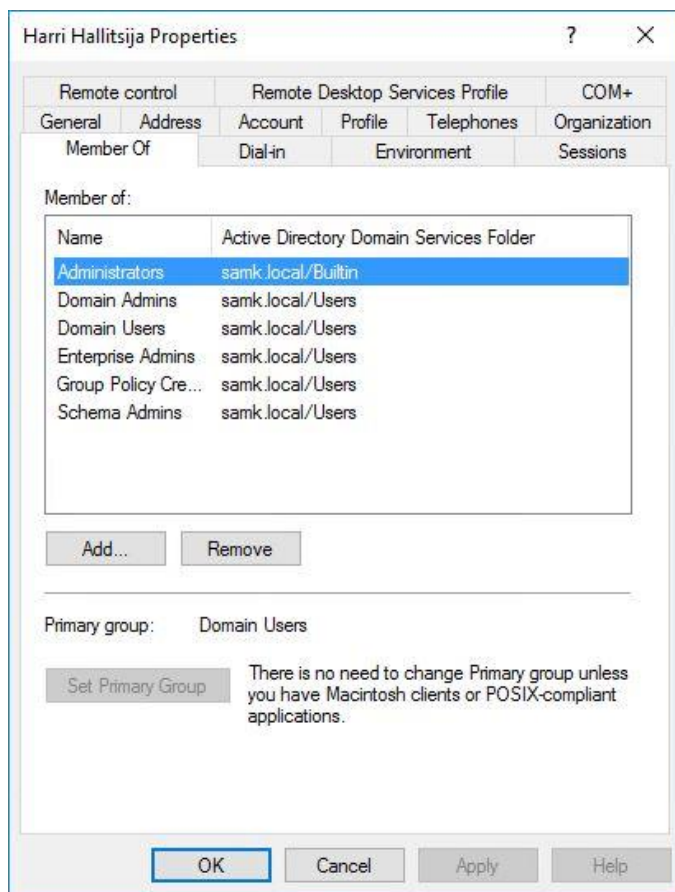 Harri Hallitsija Properties ? ×
Remote control Remote Desktop Services Profile COM+
General Address Account Profile Telephones Organization
Member Of Dial-in Environment Sessions
Member of:
Name Active Directory Domain Services Folder
Administrators samk.local/Builtin
Domain Admins samk.local/Users
Domain Users samk.local/Users
Enterprise Admins samk.local/Users
Group Policy Cre... samk.local/Users
Schema Admins samk.local/Users
Add... Remove
Primary group: Domain Users
Set Primary Group
There is no need to change Primary group unless
you have Macintosh clients or POSIX-compliant
applications.
OK Cancel Apply Help